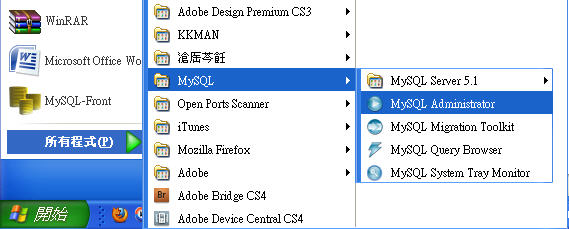 WinRAR
Microsoft Office Wo
MySQL-Front
所有程式(P)
開始
Adobe Design Premium CS3
KKMAN
MySQL
Open Ports Scanner
iTunes
Mozilla Firefox
Adobe
Adobe Bridge CS4
Adobe Device Central CS4
MySQL Server 5.1
MySQL Administrator
MySQL Migration Toolkit
MySQL Query Browser
MySQL System Tray Monitor